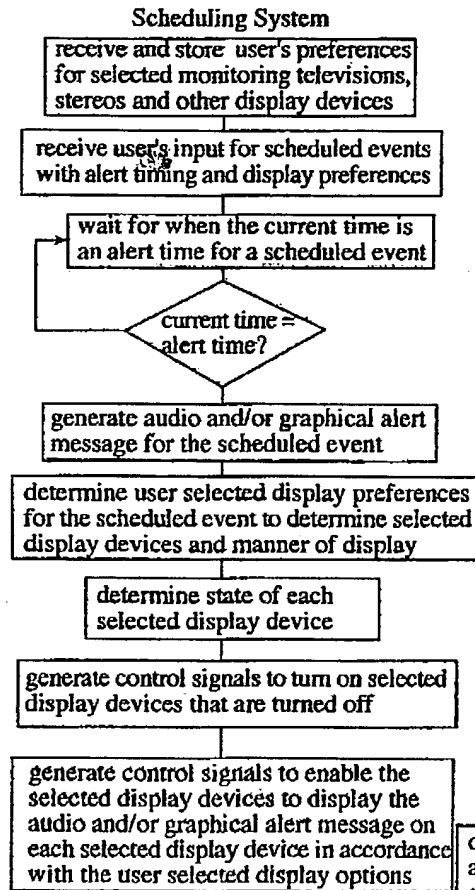 Scheduling System
receive and store user's preferences
for selected monitoring televisions,
stereos and other display devices
receive user's input for scheduled events
with alert timing and display preferences
wait for when the current time is
an alert time for a scheduled event
current time =
alert time?
generate audio and/or graphical alert
message for the scheduled event
determine user selected display preferences
for the scheduled event to determine selected
display devices and manner of display
determine state of each
selected display device
generate control signals to turn on selected
display devices that are turned off
generate control signals to enable the
selected display devices to display the
audio and/or graphical alert message on
each selected display device in accordance
with the user selected display options